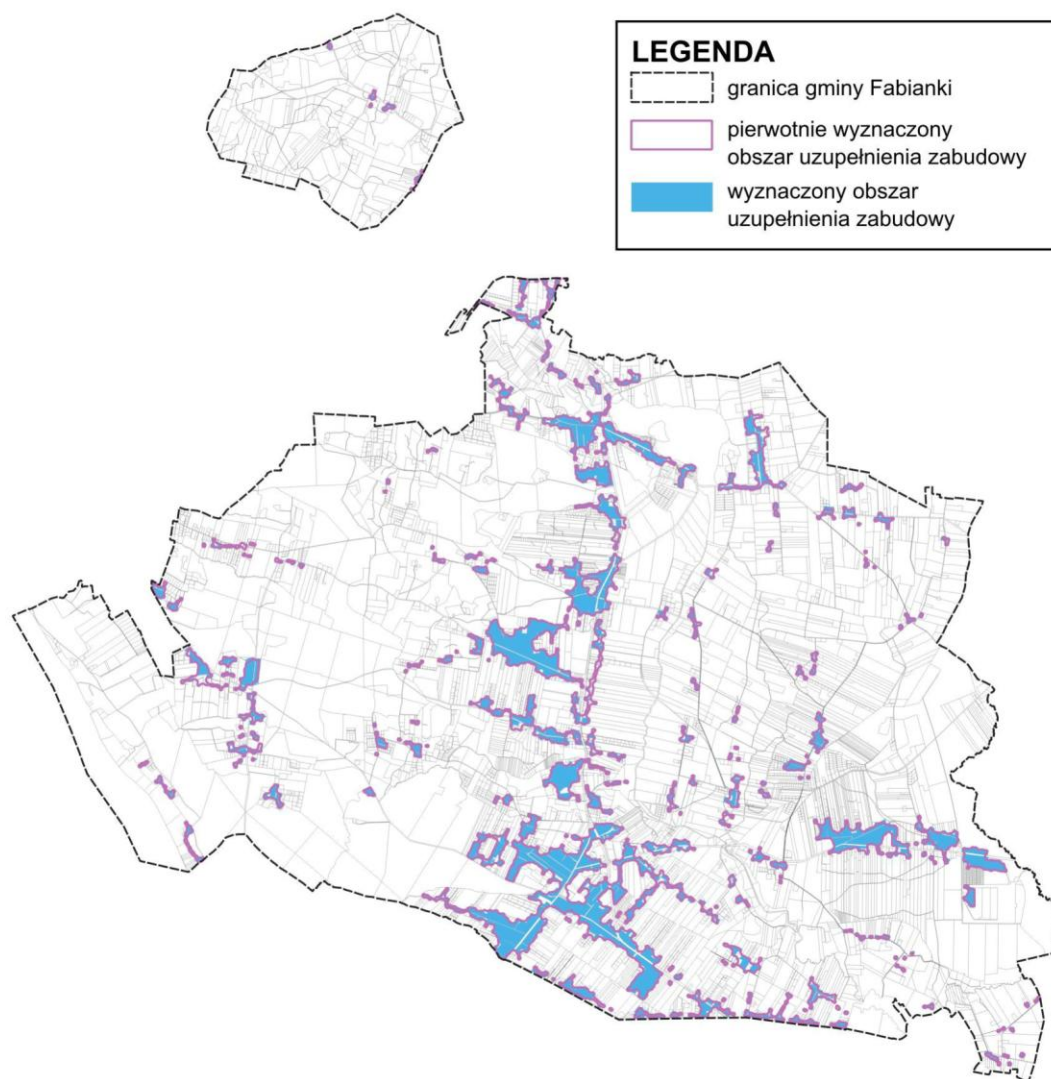 LEGENDA
granica gminy Fabianki
pierwotnie wyznaczony
obszar uzupełnienia zabudowy
wyznaczony obszar
uzupełnienia zabudowy